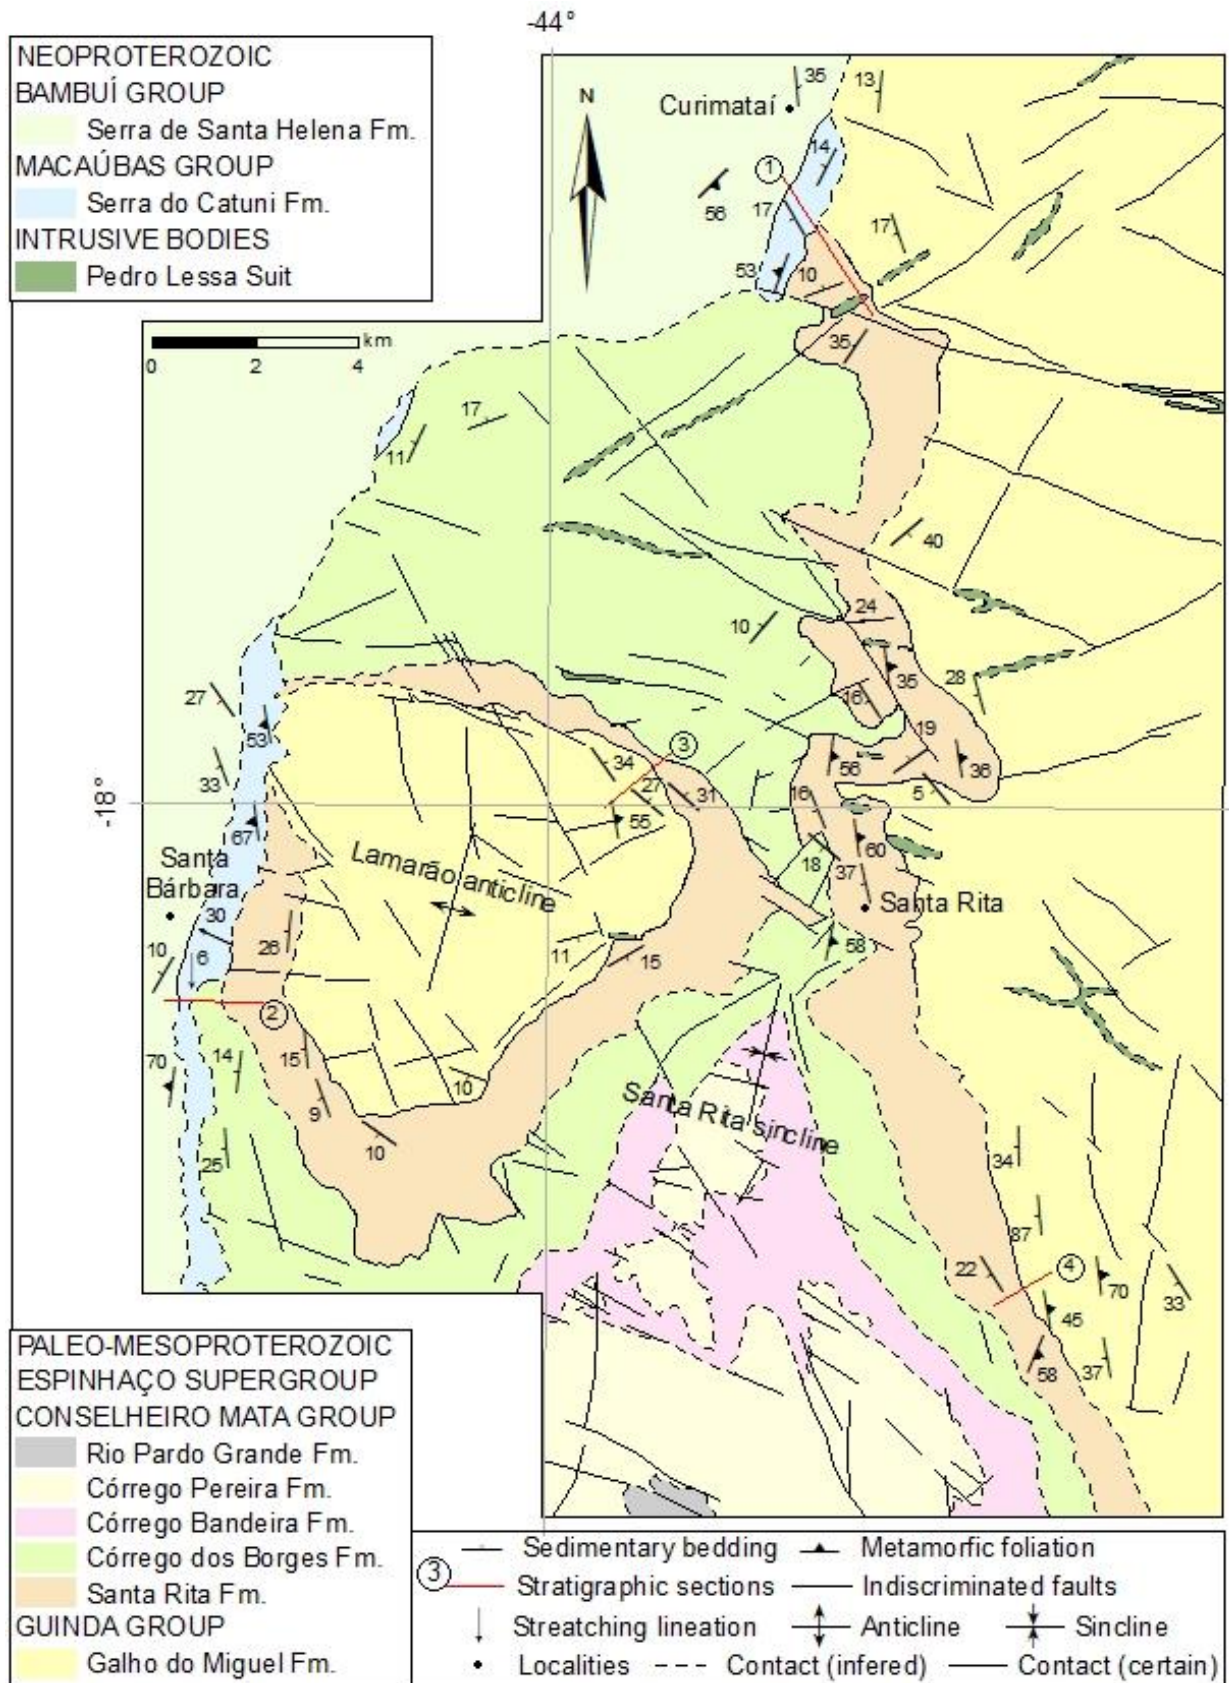 -44°
NEOPROTEROZOIC
BAMBUÍ GROUP
Serra de Santa Helena Fm.
MACAÚBAS GROUP
Serra do Catuni Fm.
INTRUSIVE BODIES
Pedro Lessa Suit
N
km
0 2 4
35
13
Curimataí
14
1
56
17
17
53
10
35
17
11
40
24
10
27
35
28
16
53
19
3
34
33
56
36
27
31
5
-18°
16
55
67
60
Santa
Bárbara
Lamarão anticline
18
37
Santa Rita
30
26
58
10
6
11
15
2
70
14
15
10
9
Santa Rita sincline
10
25
34
87
22
4
70
33
45
58
37
PALEO-MESOPROTEROZOIC
ESPINHAÇO SUPERGROUP
CONSELHEIRO MATA GROUP
Rio Pardo Grande Fm.
Córrego Pereira Fm.
Córrego Bandeira Fm.
Córrego dos Borges Fm.
Santa Rita Fm.
GUINDA GROUP
Galho do Miguel Fm.
Sedimentary bedding Metamorfic foliation
3 Stratigraphic sections Indiscriminated faults
Streatching lineation Anticline Sincline
Localities Contact (infered) Contact (certain)